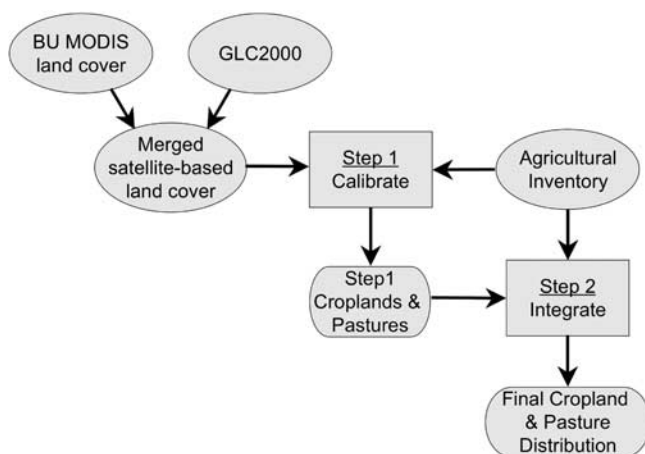 BU MODIS
land cover
GLC2000
Merged
satellite-based
land cover
Step 1
Calibrate
Agricultural
Inventory
Step1
Croplands &
Pastures
Step 2
Integrate
Final Cropland
& Pasture
Distribution